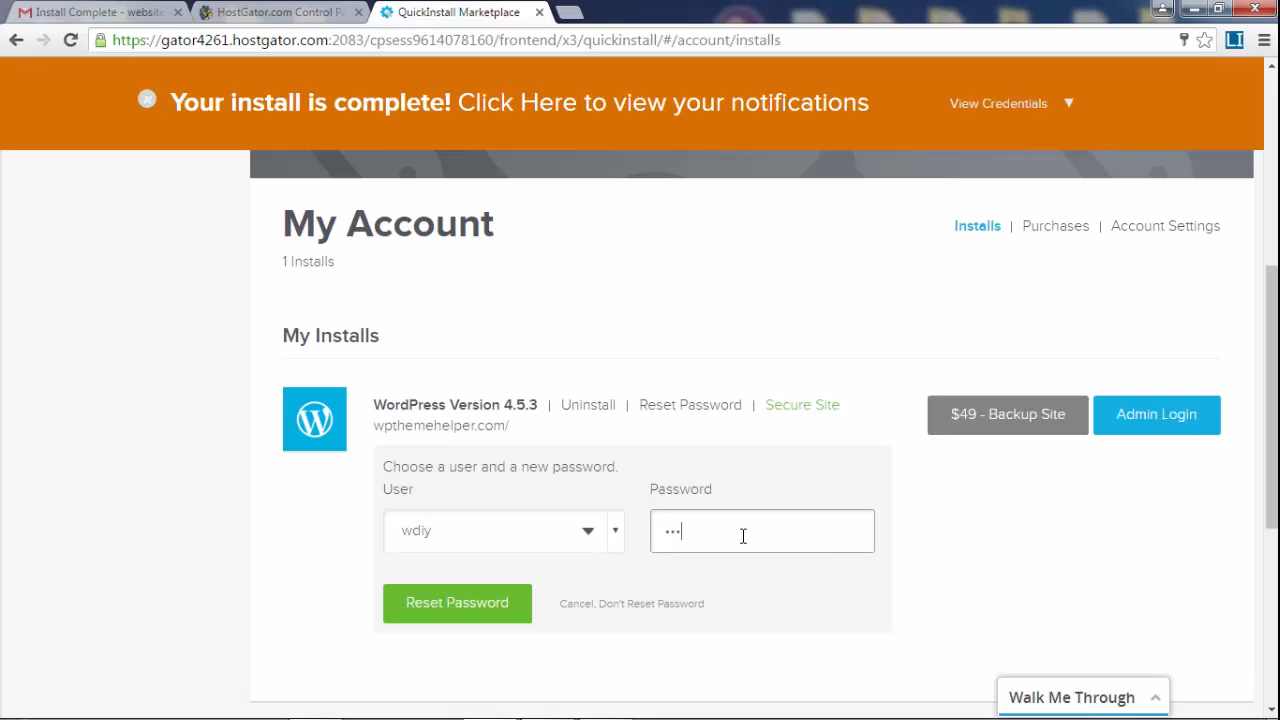 Install Complete - website
HostGator.com Control P
QuickInstall Marketplace
https://gator4261.hostgator.com:2083/cpsess9614078160/frontend/x3/quickinstall/#/account/installs
LI
Your install is complete! Click Here to view your notifications
View Credentials
My Account
Installs | Purchases | Account Settings
1 Installs
My Installs
WordPress Version 4.5.3 | Uninstall | Reset Password | Secure Site
wpthemehelper.com/
$49 - Backup Site
Admin Login
Choose a user and a new password.
User
Password
wdiy
•••
Reset Password
Cancel, Don't Reset Password
Walk Me Through